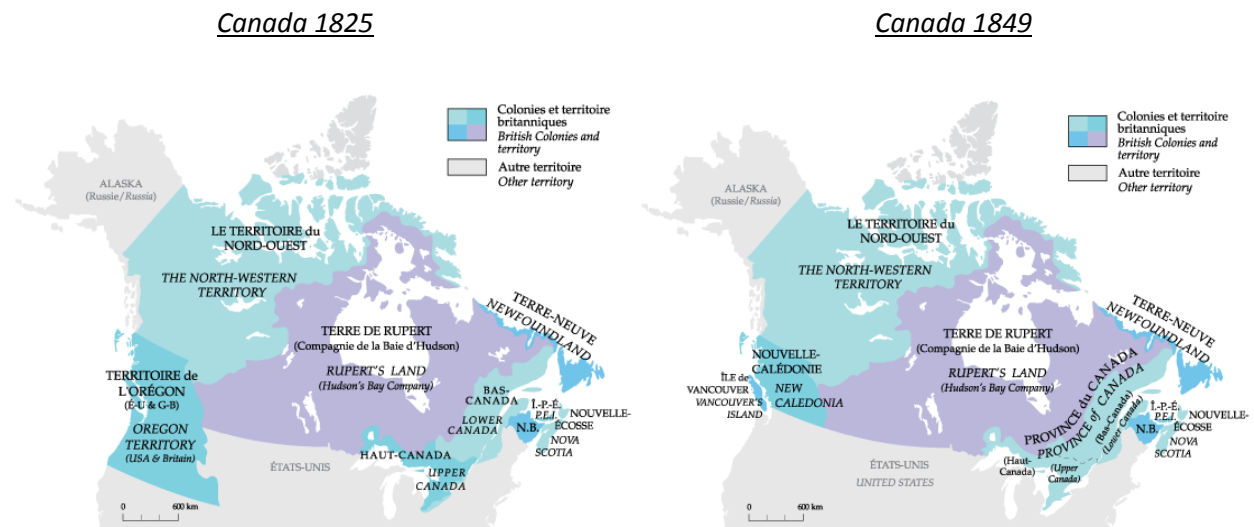 Canada 1825
Colonies et territoire
britanniques
British Colonies and
territory
Autre territoire
Other territory
ALASKA
(Russie/Russia)
LE TERRITOIRE du
NORD-OUEST
THE NORTH-WESTERN
TERRITORY
TERRE-NEUVE
NEWFOUNDLAND
TERRE DE RUPERT
(Compagnie de la Baie d'Hudson)
RUPERT'S LAND
(Hudson's Bay Company)
TERRITOIRE de
L'ORÉGON
(É-U & G-B)
OREGON
TERRITORY
(USA & Britain)
BAS-
CANADA
LOWER
CANADA
Î.-P.-É.
P.E.I.
NOUVELLE-
ÉCOSSE
N.B.
NOVA
SCOTIA
HAUT-CANADA
UPPER
CANADA
ÉTATS-UNIS
0 600 km
Canada 1849
Colonies et territoire
britanniques
British Colonies and
territory
Autre territoire
Other territory
ALASKA
(Russie/Russia)
LE TERRITOIRE du
NORD-OUEST
THE NORTH-WESTERN
TERRITORY
TERRE-NEUVE
NEWFOUNDLAND
TERRE DE RUPERT
(Compagnie de la Baie d'Hudson)
RUPERT'S LAND
(Hudson's Bay Company)
NOUVELLE-
CALÉDONIE
NEW
CALEDONIA
ÎLE de
VANCOUVER
VANCOUVER'S
ISLAND
PROVINCE du CANADA
PROVINCE of CANADA
(Bas-Canada)
(Lower Canada)
Î.-P.-É.
P.E.I.
NOUVELLE-
ÉCOSSE
N.B.
NOVA
SCOTIA
(Haut-
Canada)
(Upper
Canada)
ÉTATS-UNIS
UNITED STATES
0 600 km